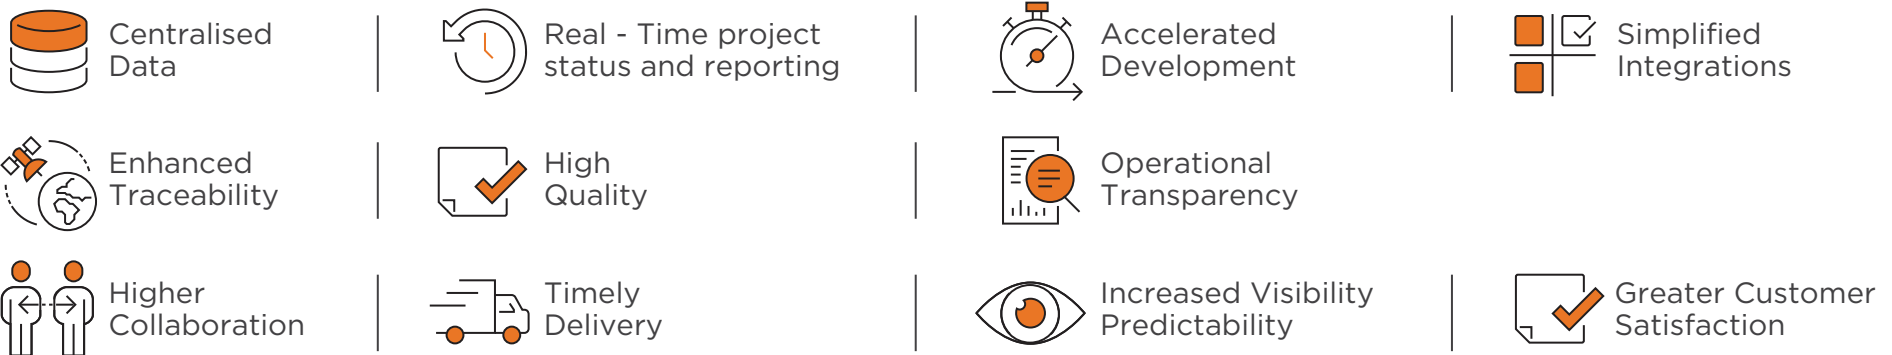 Centralised
Data
Real - Time project
status and reporting
Accelerated
Development
Simplified
Integrations
Enhanced
Traceability
High
Quality
Operational
Transparency
Higher
Collaboration
Timely
Delivery
Increased Visibility
Predictability
Greater Customer
Satisfaction